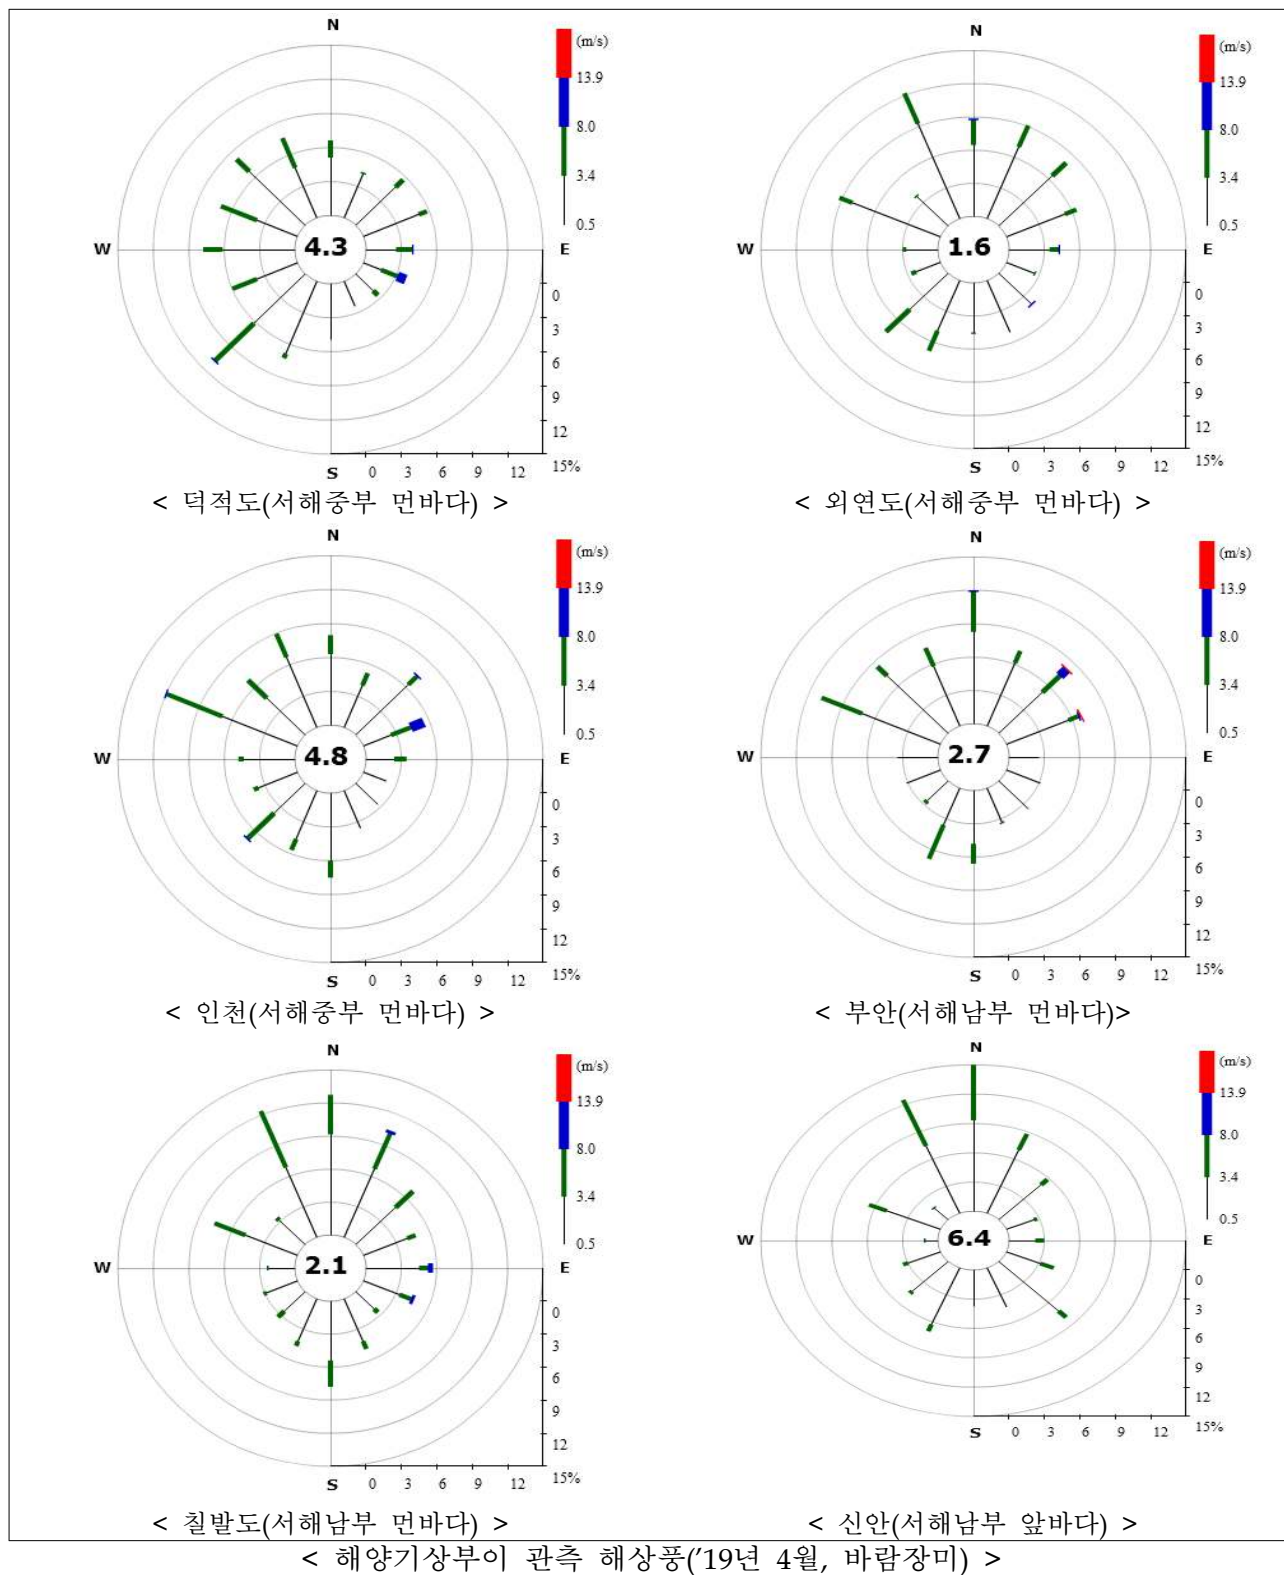 N
(m/s)
13.9
8.0
3.4
0.5
W
4.3
E
0
3
6
9
12
15%
S
0 3 6 9 12
< 덕적도(서해중부 먼바다) >
N
(m/s)
13.9
8.0
3.4
0.5
W
1.6
E
0
3
6
9
12
15%
S
0 3 6 9 12
< 외연도(서해중부 먼바다) >
N
(m/s)
13.9
8.0
3.4
0.5
W
4.8
E
0
3
6
9
12
15%
S
0 3 6 9 12
< 인천(서해중부 먼바다) >
N
(m/s)
13.9
8.0
3.4
0.5
W
2.7
E
0
3
6
9
12
15%
S
0 3 6 9 12
< 부안(서해남부 먼바다)>
N
(m/s)
13.9
8.0
3.4
0.5
W
2.1
E
0
3
6
9
12
15%
S
0 3 6 9 12
< 칠발도(서해남부 먼바다) >
N
(m/s)
13.9
8.0
3.4
0.5
W
6.4
E
0
3
6
9
12
15%
S
0 3 6 9 12
< 신안(서해남부 앞바다) >
< 해양기상부이 관측 해상풍('19년 4월, 바람장미) >